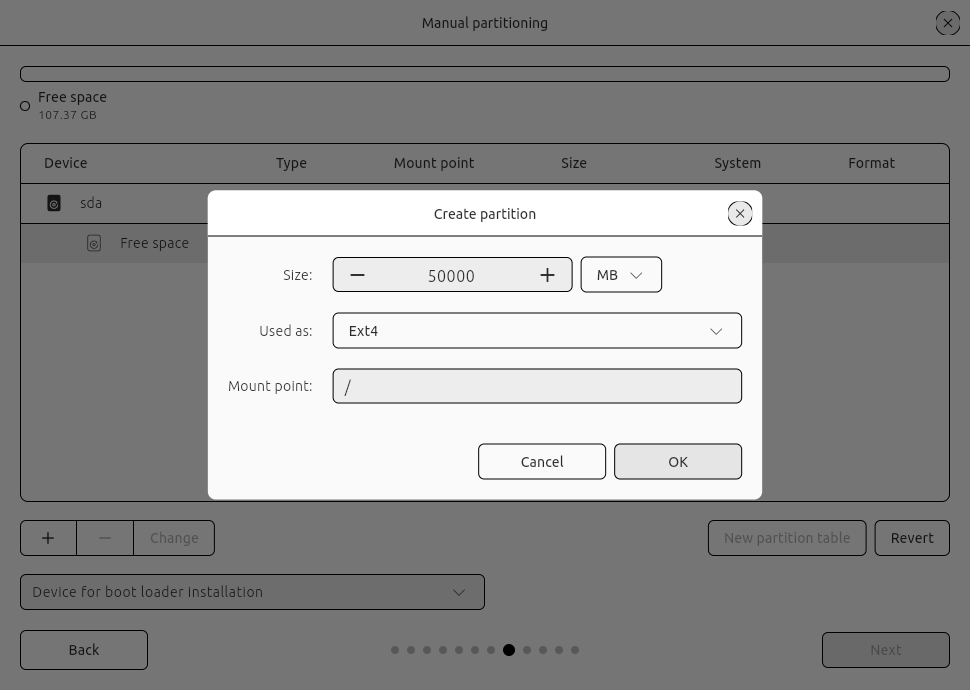 Manual partitioning
Free space
107.37 GB
Device Type Mount point Size System Format
sda
Free space
Create partition
Size: 50000 MB
Used as: Ext4
Mount point: /
Cancel OK
Change New partition table Revert
Device for boot loader installation
Back Next